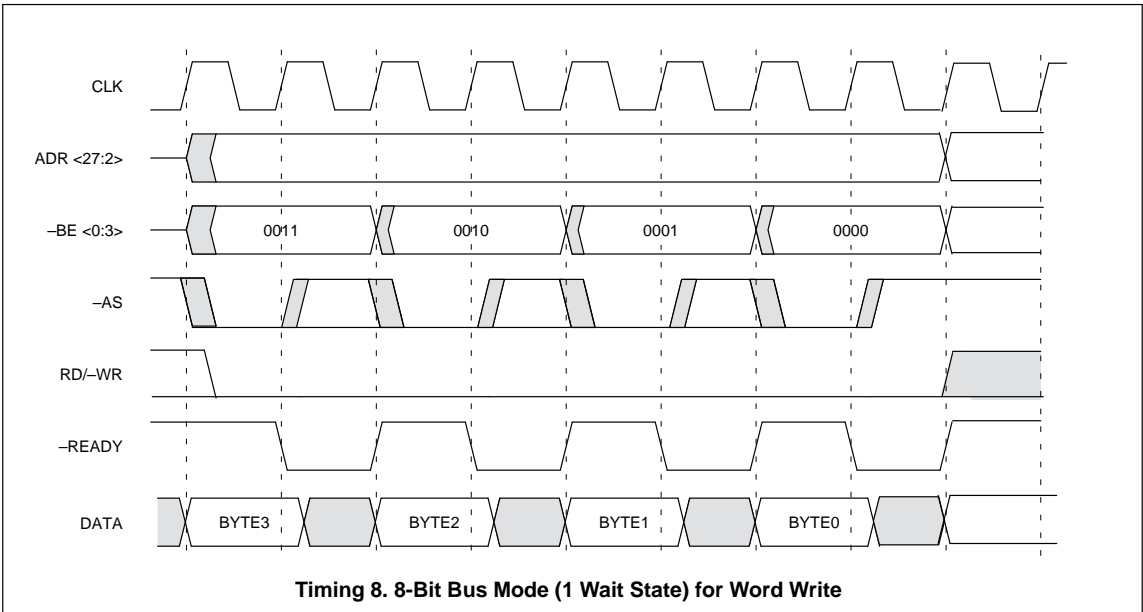 CLK
ADR <27:2>
–BE <0:3>
0011
0010
0001
0000
–AS
RD/–WR
–READY
DATA
BYTE3
BYTE2
BYTE1
BYTE0
Timing 8. 8-Bit Bus Mode (1 Wait State) for Word Write